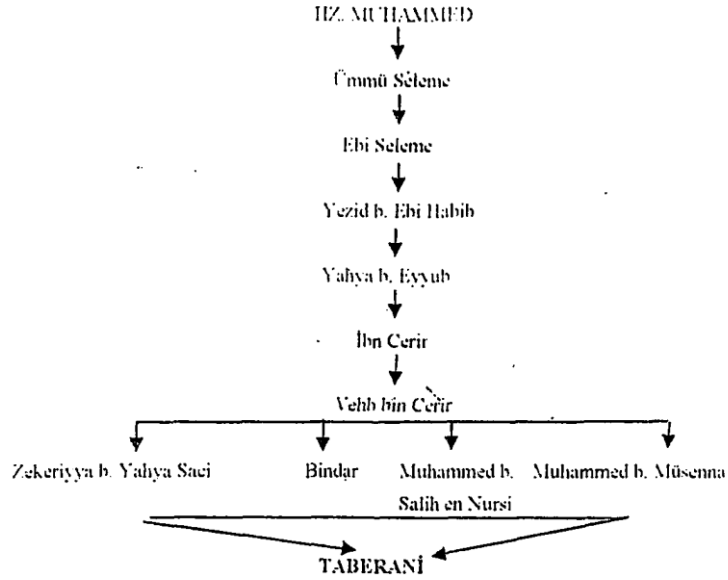 HZ. MUHAMMED
Ümmü Seleme
Ebi Seleme
Yezid b. Ebi Habib
Yahya b. Eyyub
İbn Cerir
Vehb bin Cerir
Zekeriyya b. Yahya Saci Bindar Muhammed b. Muhammed b. Müsenna
Salih en Nursi
TABERANİ